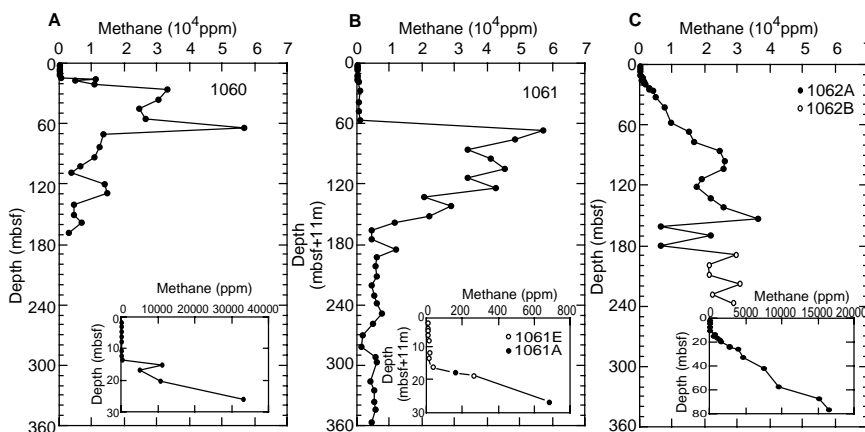 A
Methane (10⁴ppm)
0 1 2 3 4 5 6 7
1060
0
60
120
180
240
300
360
Depth (mbsf)
Methane (ppm)
0 10000 20000 30000 40000
0
10
20
30
Depth (mbsf)
B
Methane (10⁴ppm)
0 1 2 3 4 5 6 7
1061
0
60
120
180
240
300
360
Depth
(mbsf+11m)
Methane (ppm)
0 200 400 600 800
1061E
1061A
0
10
20
30
Depth
(mbsf+11m)
C
Methane (10⁴ppm)
0 1 2 3 4 5 6 7
1062A
1062B
0
60
120
180
240
300
360
Depth (mbsf)
Methane (ppm)
0 5000 10000 15000 20000
0
20
40
60
80
Depth (mbsf)